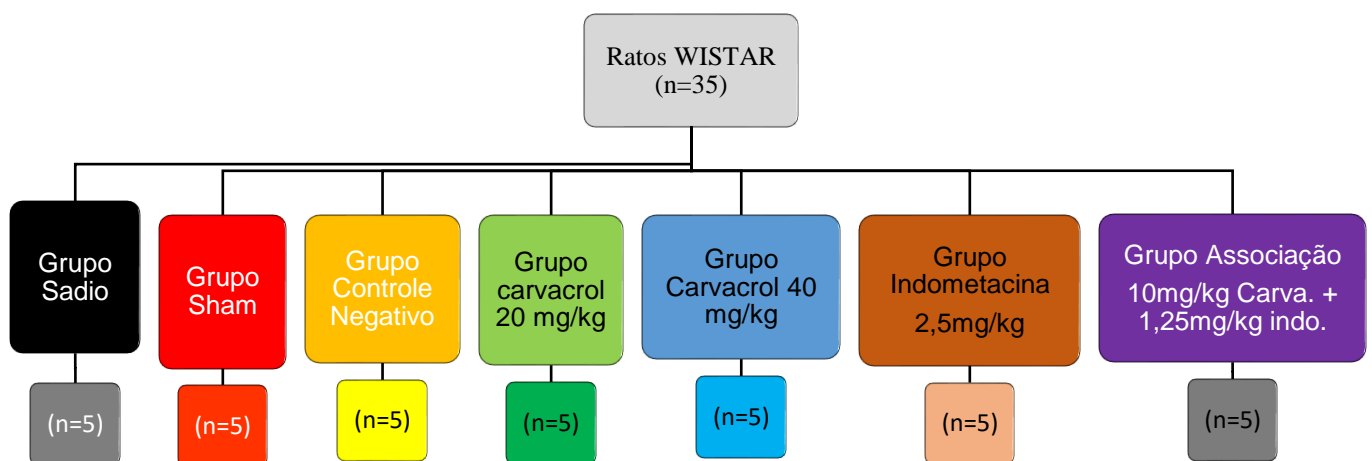 Ratos WISTAR
(n=35)
Grupo
Sadio
Grupo
Sham
Grupo
Controle
Negativo
Grupo
carvacrol
20 mg/kg
Grupo
Carvacrol 40
mg/kg
Grupo
Indometacina
2,5mg/kg
Grupo Associação
10mg/kg Carva. +
1,25mg/kg indo.
(n=5)
(n=5)
(n=5)
(n=5)
(n=5)
(n=5)
(n=5)